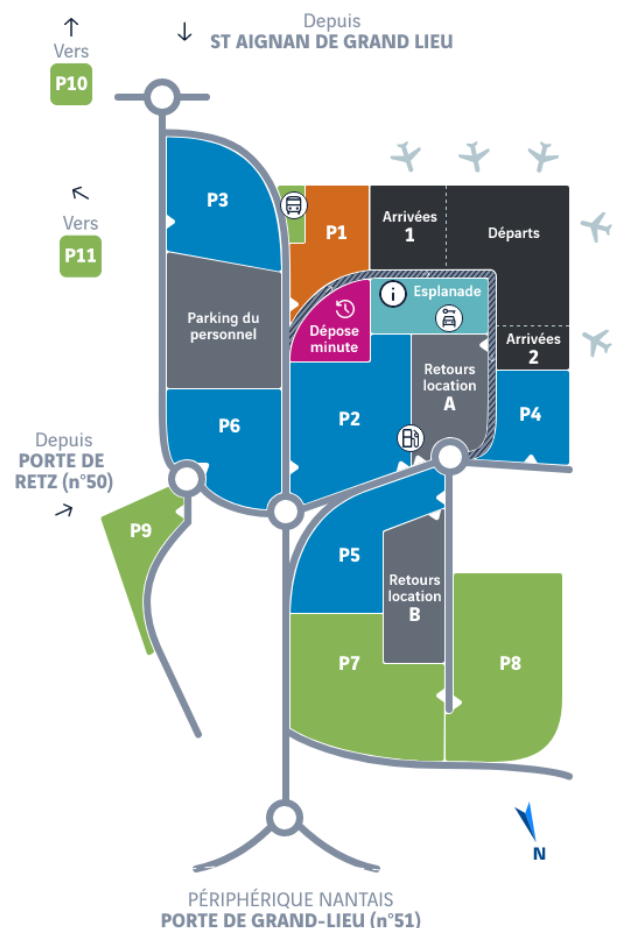 Depuis
ST AIGNAN DE GRAND LIEU
Vers
P10
P3
P1
Arrivées
1
Départs
Vers
P11
Esplanade
i
Parking du
personnel
Dépose
minute
Arrivées
2
Retours
location
A
P6
P2
P4
Depuis
PORTE DE
RETZ (n°50)
P9
P5
Retours
location
B
P7
P8
N
PÉRIPHÉRIQUE NANTAIS
PORTE DE GRAND-LIEU (n°51)